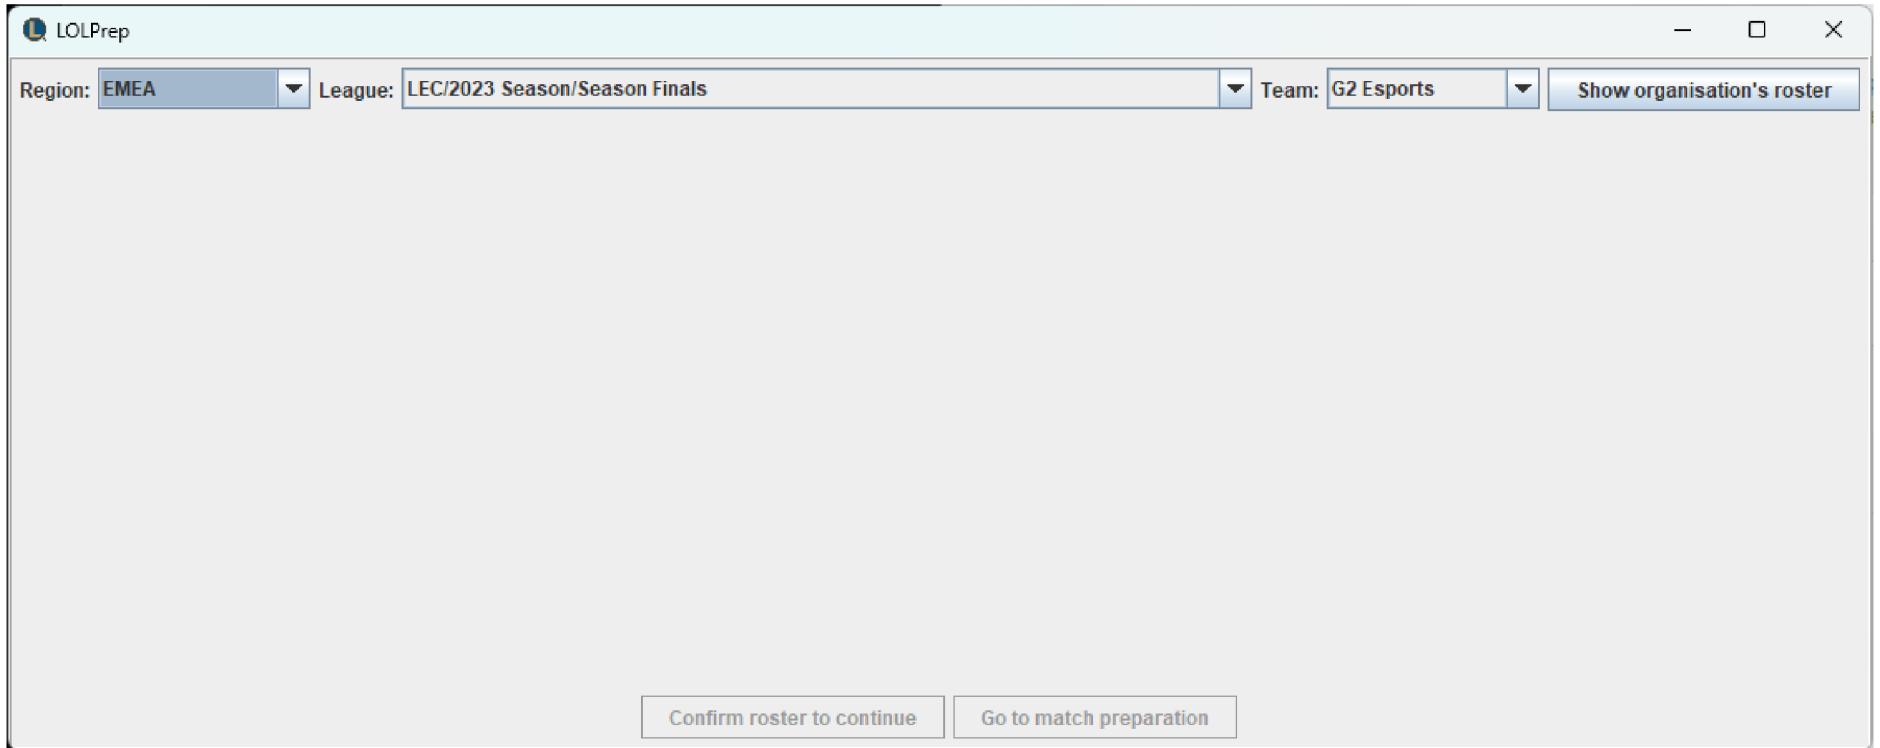 LOLPrep
Region: EMEA League: LEC/2023 Season/Season Finals Team: G2 Esports Show organisation's roster
Confirm roster to continue Go to match preparation